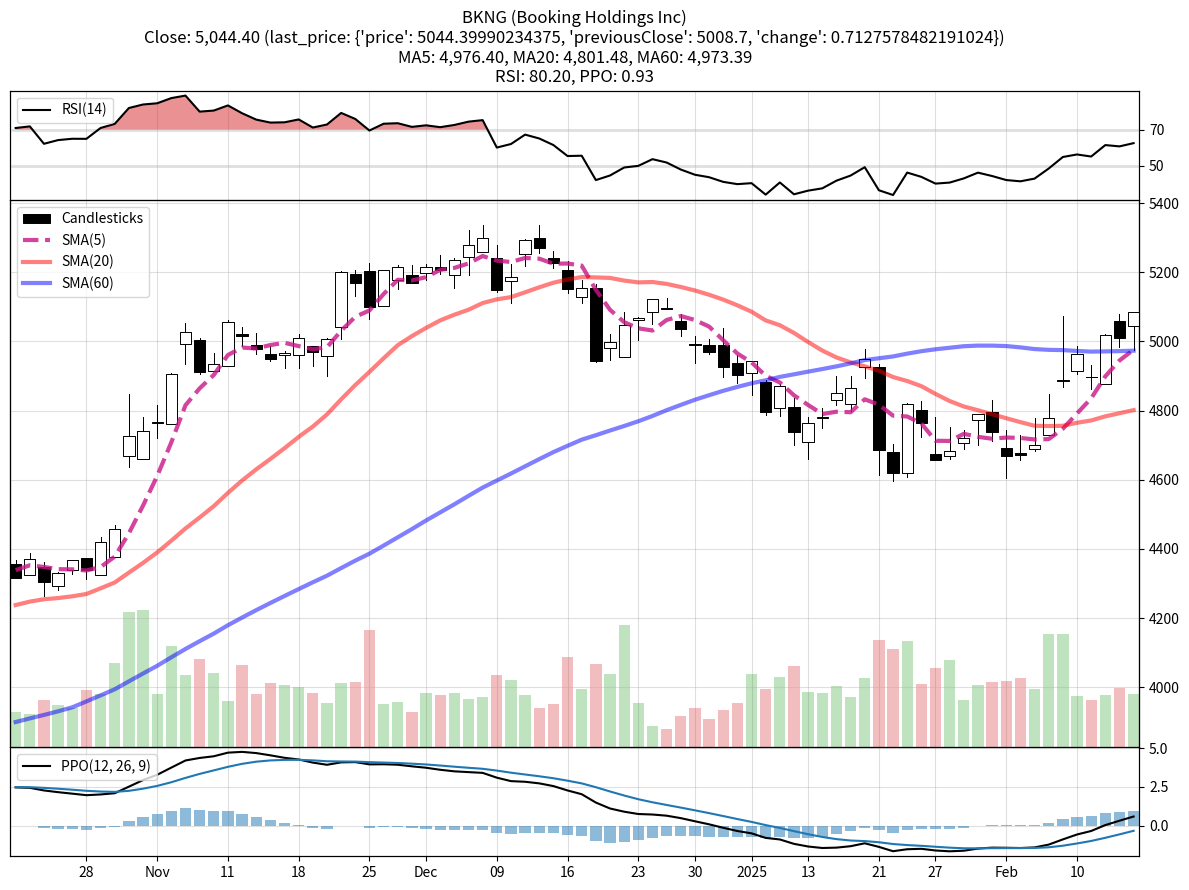 BKNG (Booking Holdings Inc)
Close: 5,044.40 (last_price: {'price': 5044.39990234375, 'previousClose': 5008.7, 'change': 0.7127578482191024})
MA5: 4,976.40, MA20: 4,801.48, MA60: 4,973.39
RSI: 80.20, PPO: 0.93
RSI(14)
70
50
Candlesticks
SMA(5)
SMA(20)
SMA(60)
5400
5200
5000
4800
4600
4400
4200
4000
PPO(12, 26, 9)
5.0
2.5
0.0
28 Nov 11 18 25 Dec 09 16 23 30 2025 13 21 27 Feb 10